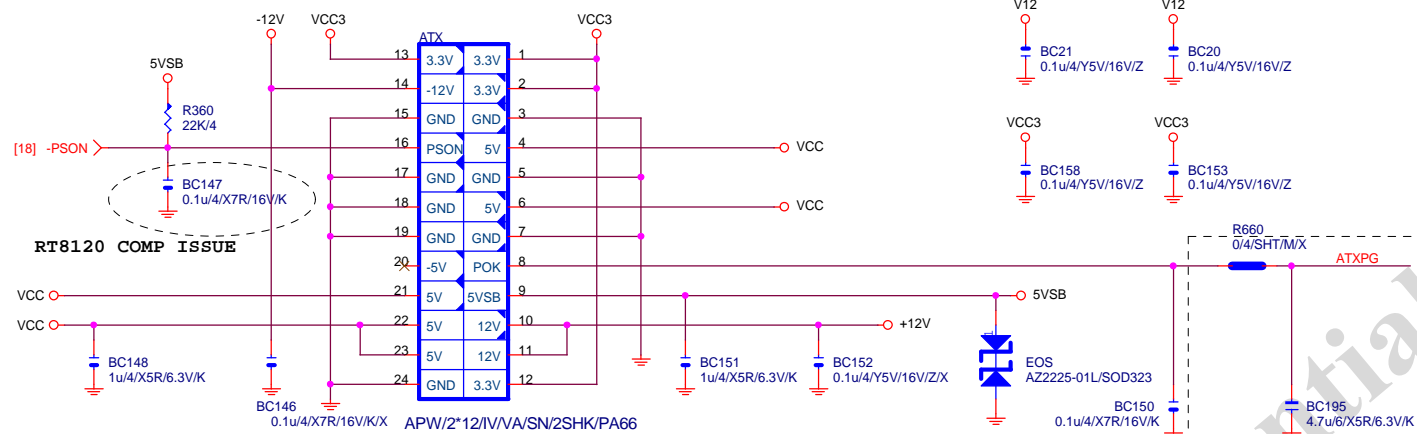 -12V
VCC3
VCC3
V12
V12
ATX
5VSB
R360
22K/4
[18] -PSON
BC147
0.1u/4/X7R/16V/K
RT8120 COMP ISSUE
13 3.3V 3.3V 1
14 -12V 3.3V 2
15 GND GND 3
16 PSON 5V 4
17 GND GND 5
18 GND 5V 6
19 GND GND 7
20 -5V POK 8
21 5V 5VSB 9
22 5V 12V 10
23 5V 12V 11
24 GND 3.3V 12
VCC
VCC
VCC
VCC
BC148
1u/4/X5R/6.3V/K
BC146
0.1u/4/X7R/16V/K/X
APW/2*12/IV/VA/SN/2SHK/PA66
BC21
0.1u/4/Y5V/16V/Z
BC20
0.1u/4/Y5V/16V/Z
VCC3
VCC3
BC158
0.1u/4/Y5V/16V/Z
BC153
0.1u/4/Y5V/16V/Z
R660
0/4/SHT/M/X
ATXPG
5VSB
+12V
BC151
1u/4/X5R/6.3V/K
BC152
0.1u/4/Y5V/16V/Z/X
1
EOS
AZ2225-01L/SOD323
BC150
0.1u/4/X7R/16V/K
BC195
4.7u/6/X5R/6.3V/K
ntial